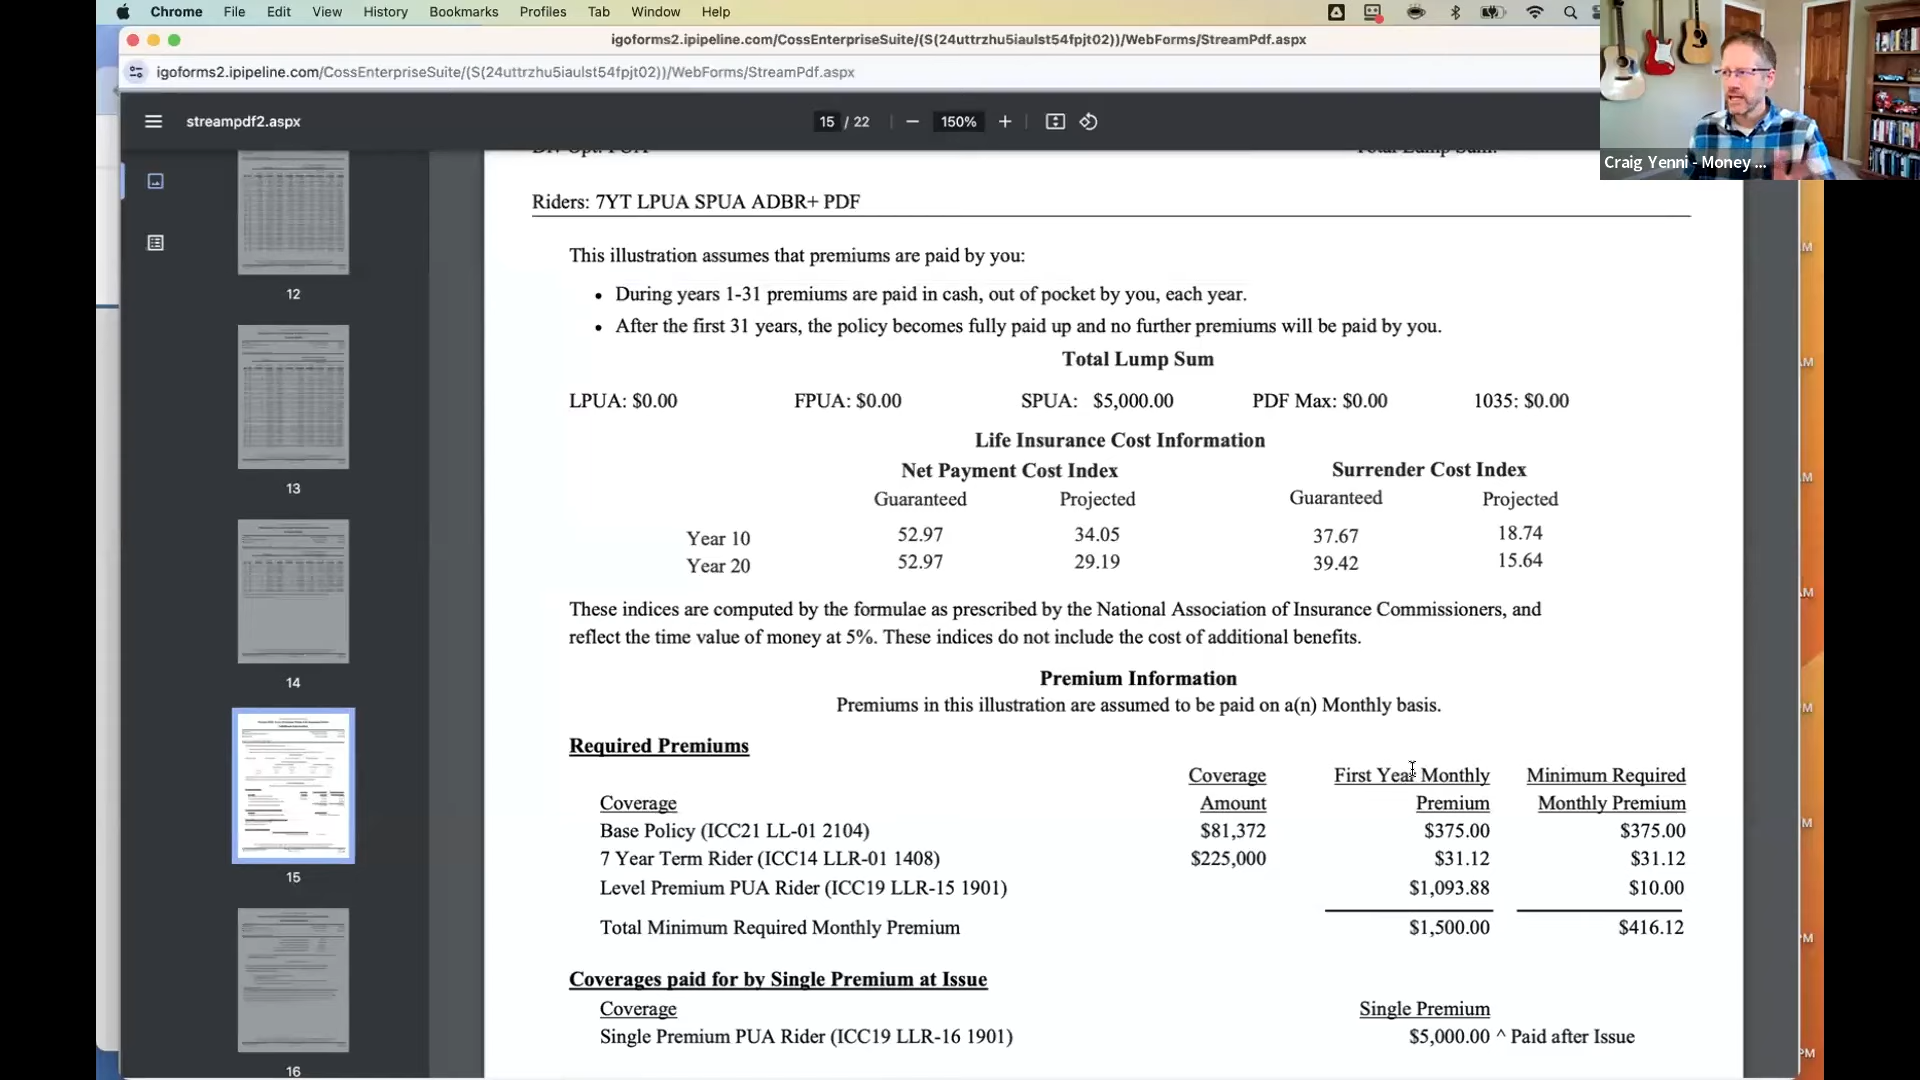 Chrome File Edit View History Bookmarks Profiles Tab Window Help
igoforms2.ipipeline.com/CossEnterpriseSuite/(S(24uttrzhu5iaulst54fpjt02))/WebForms/StreamPdf.aspx
igoforms2.ipipeline.com/CossEnterpriseSuite/(S(24uttrzhu5iaulst54fpjt02))/WebForms/StreamPdf.aspx
streampdf2.aspx
15 / 22 150%
Craig Yenni - Money ...
Riders: 7YT LPUA SPUA ADBR+ PDF
This illustration assumes that premiums are paid by you:
• During years 1-31 premiums are paid in cash, out of pocket by you, each year.
• After the first 31 years, the policy becomes fully paid up and no further premiums will be paid by you.
Total Lump Sum
LPUA: $0.00 FPUA: $0.00 SPUA: $5,000.00 PDF Max: $0.00 1035: $0.00
Life Insurance Cost Information
Net Payment Cost Index Surrender Cost Index
Guaranteed Projected Guaranteed Projected
Year 10 52.97 34.05 37.67 18.74
Year 20 52.97 29.19 39.42 15.64
These indices are computed by the formulae as prescribed by the National Association of Insurance Commissioners, and
reflect the time value of money at 5%. These indices do not include the cost of additional benefits.
Premium Information
Premiums in this illustration are assumed to be paid on a(n) Monthly basis.
Required Premiums
Coverage First Year Monthly Minimum Required
Coverage Amount Premium Monthly Premium
Base Policy (ICC21 LL-01 2104) $81,372 $375.00 $375.00
7 Year Term Rider (ICC14 LLR-01 1408) $225,000 $31.12 $31.12
Level Premium PUA Rider (ICC19 LLR-15 1901) $1,093.88 $10.00
Total Minimum Required Monthly Premium $1,500.00 $416.12
Coverages paid for by Single Premium at Issue
Coverage Single Premium
Single Premium PUA Rider (ICC19 LLR-16 1901) $5,000.00 ^ Paid after Issue
12
13
14
15
16